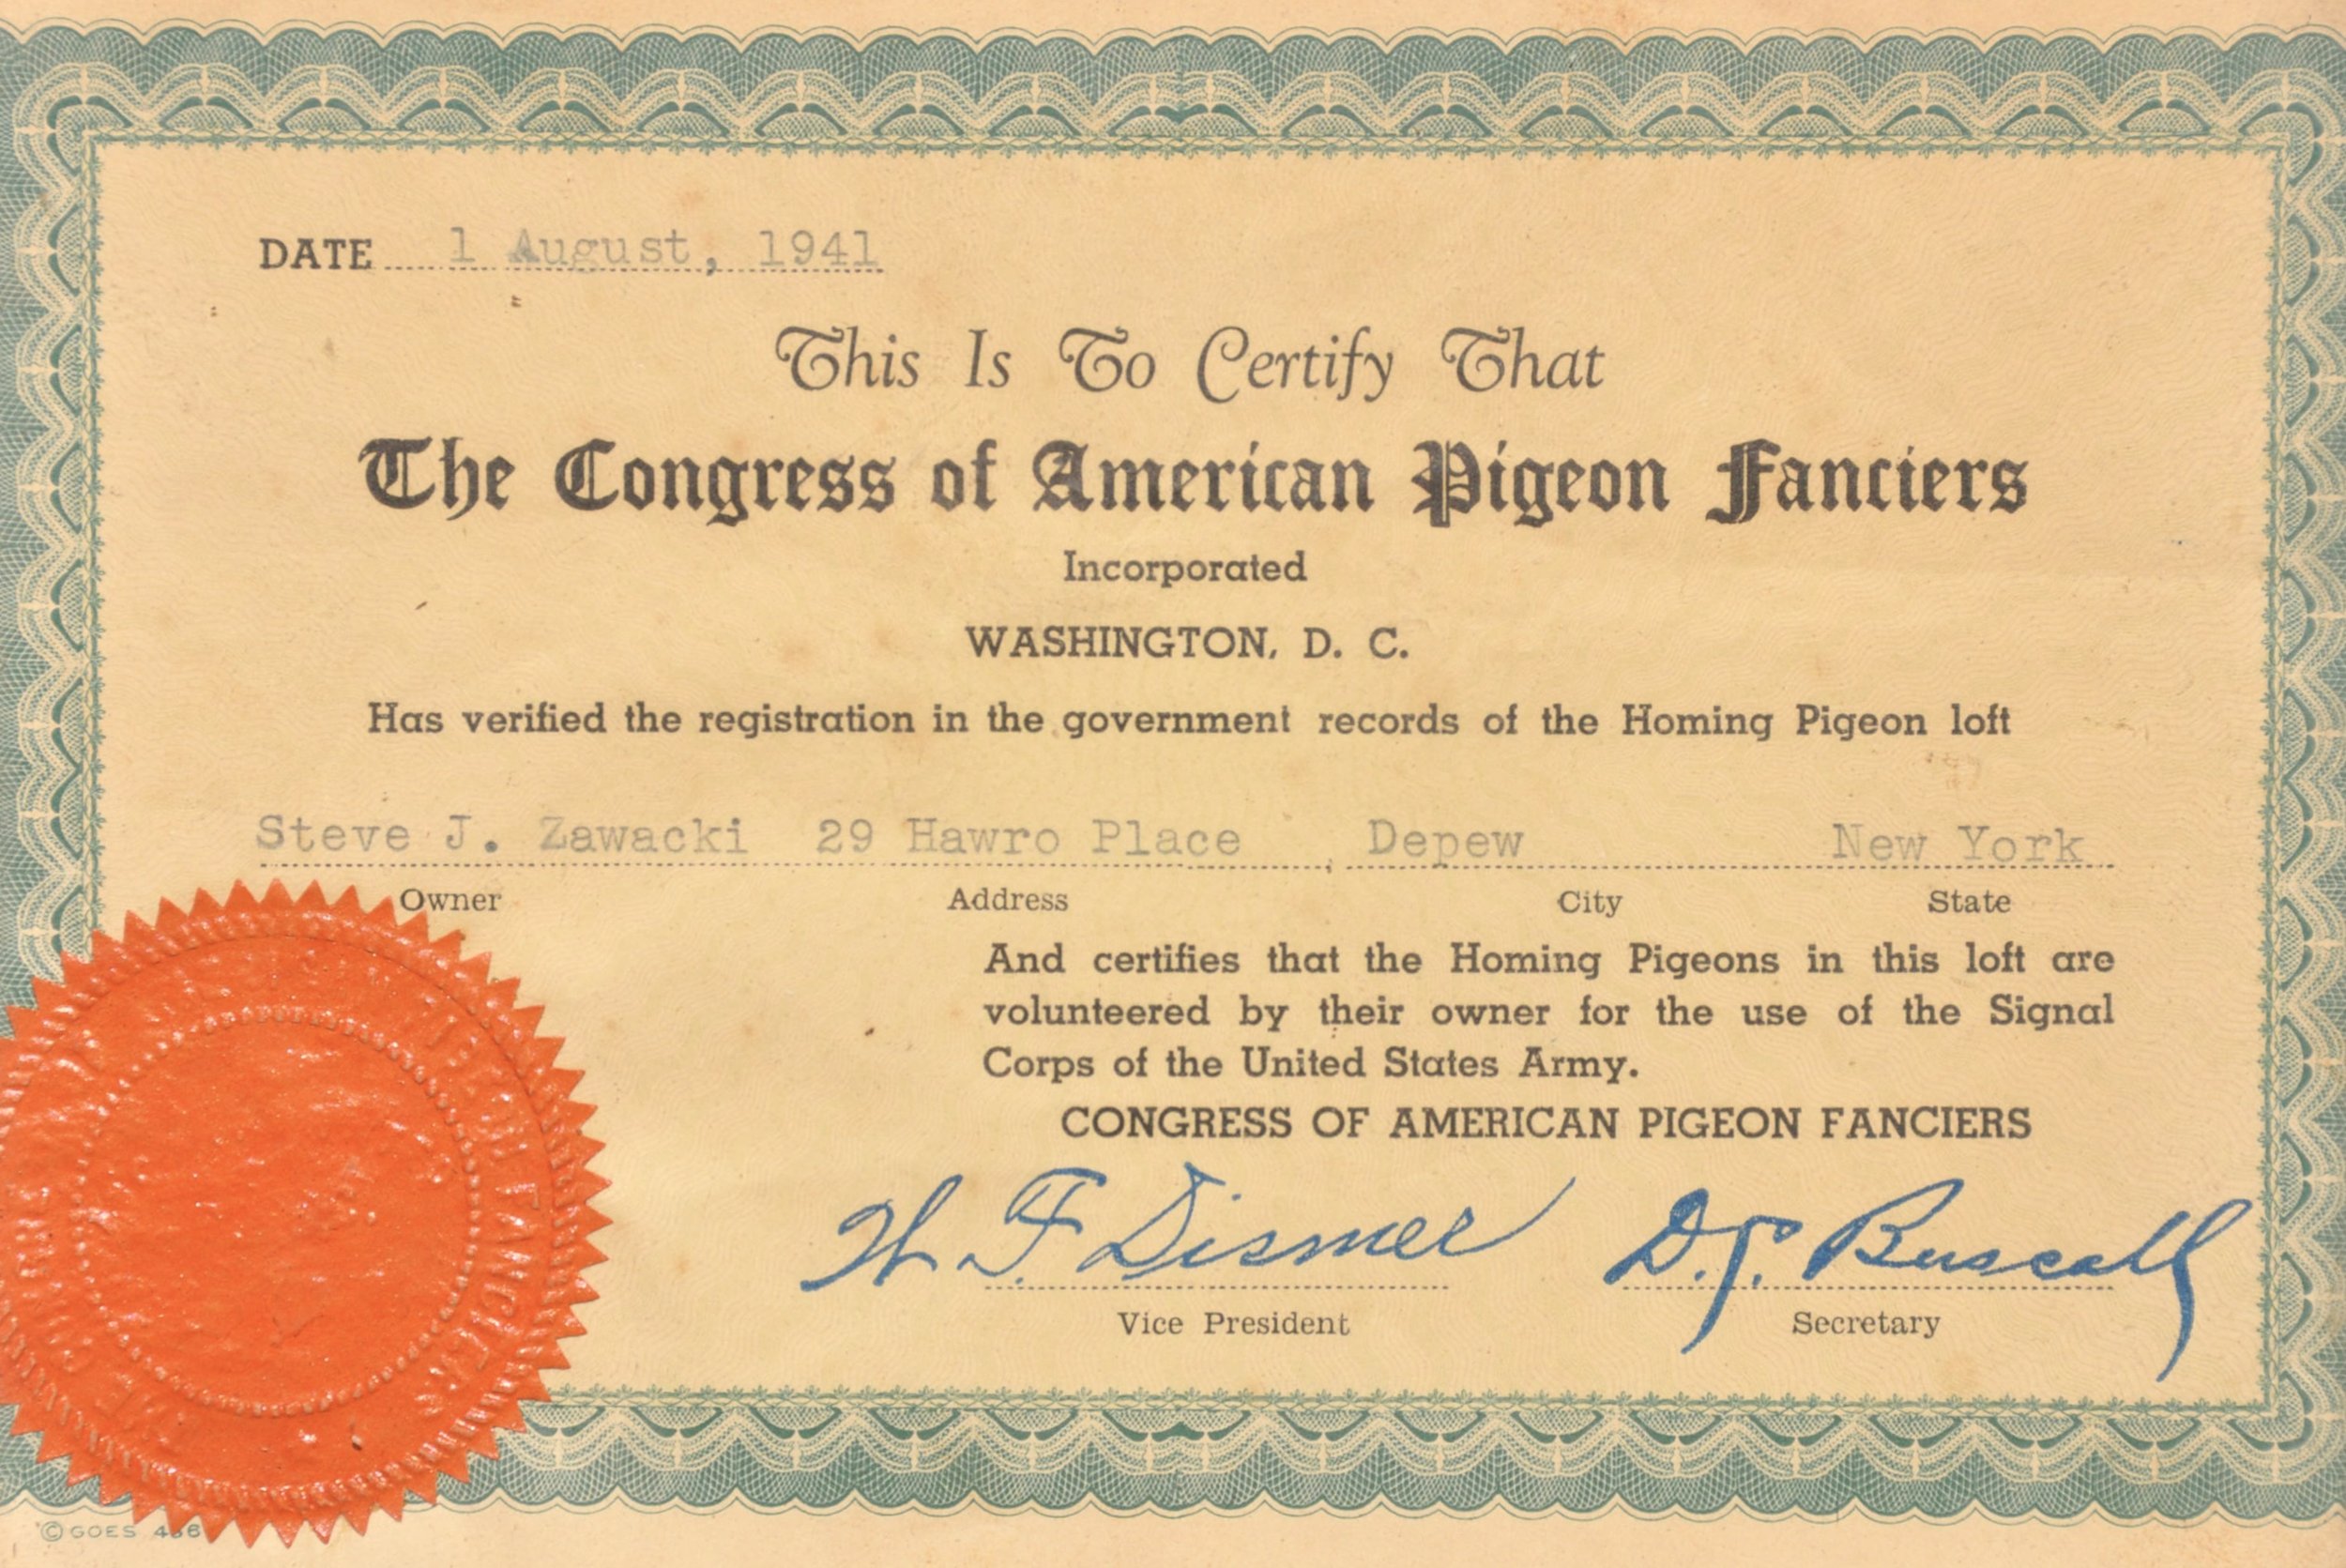 DATE 1 August, 1941
This Is To Certify That
The Congress of American Pigeon Fanciers
Incorporated
WASHINGTON, D. C.
Has verified the registration in the government records of the Homing Pigeon loft
Steve J. Zawacki 29 Hawro Place, Depew New York
Owner Address City State
And certifies that the Homing Pigeons in this loft are
volunteered by their owner for the use of the Signal
Corps of the United States Army.
CONGRESS OF AMERICAN PIGEON FANCIERS
H F Dismer D.J. Buscall
Vice President Secretary
PIGEON FANCIERS
© GOES